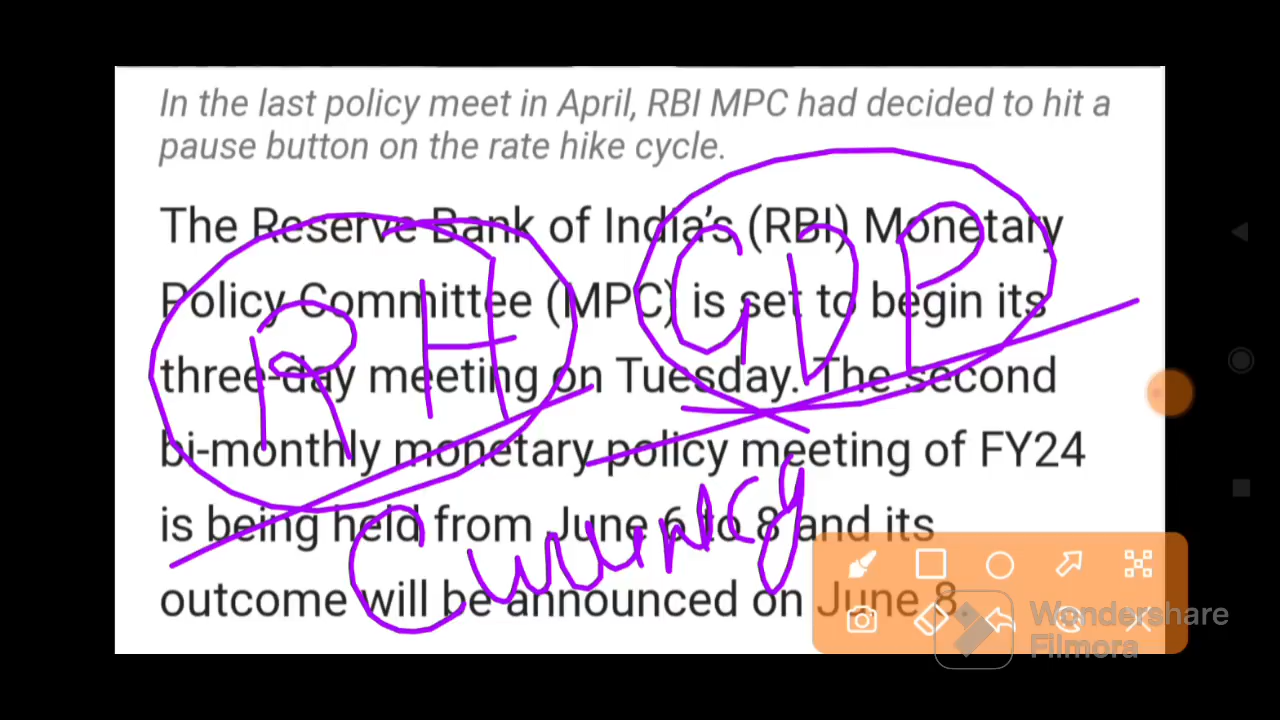 In the last policy meet in April, RBI MPC had decided to hit a
pause button on the rate hike cycle.
The Reserve Bank of India's (RBI) Monetary
Policy Committee (MPC) is set to begin its
three-day meeting on Tuesday. The second
bi-monthly monetary policy meeting of FY24
is being held from June 6 to 8 and its
outcome will be announced on June 8.
RH
GDP
Currency
Wondershare
Filmora